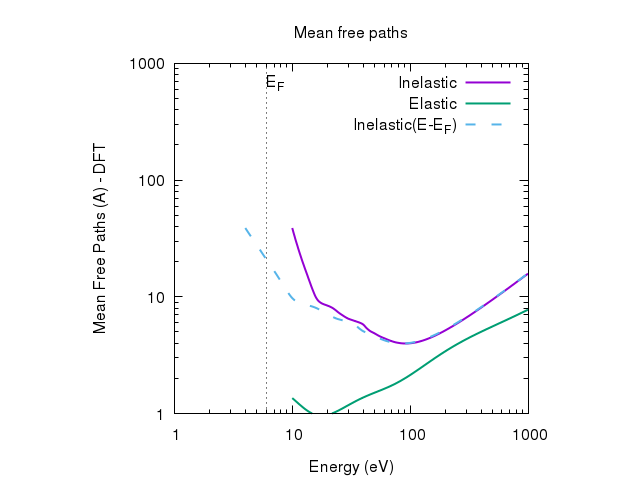 Mean free paths
1000
100
10
1
Mean Free Paths (A) - DFT
E_F
Inelastic
Elastic
Inelastic(E-E_F)
1 10 100 1000
Energy (eV)